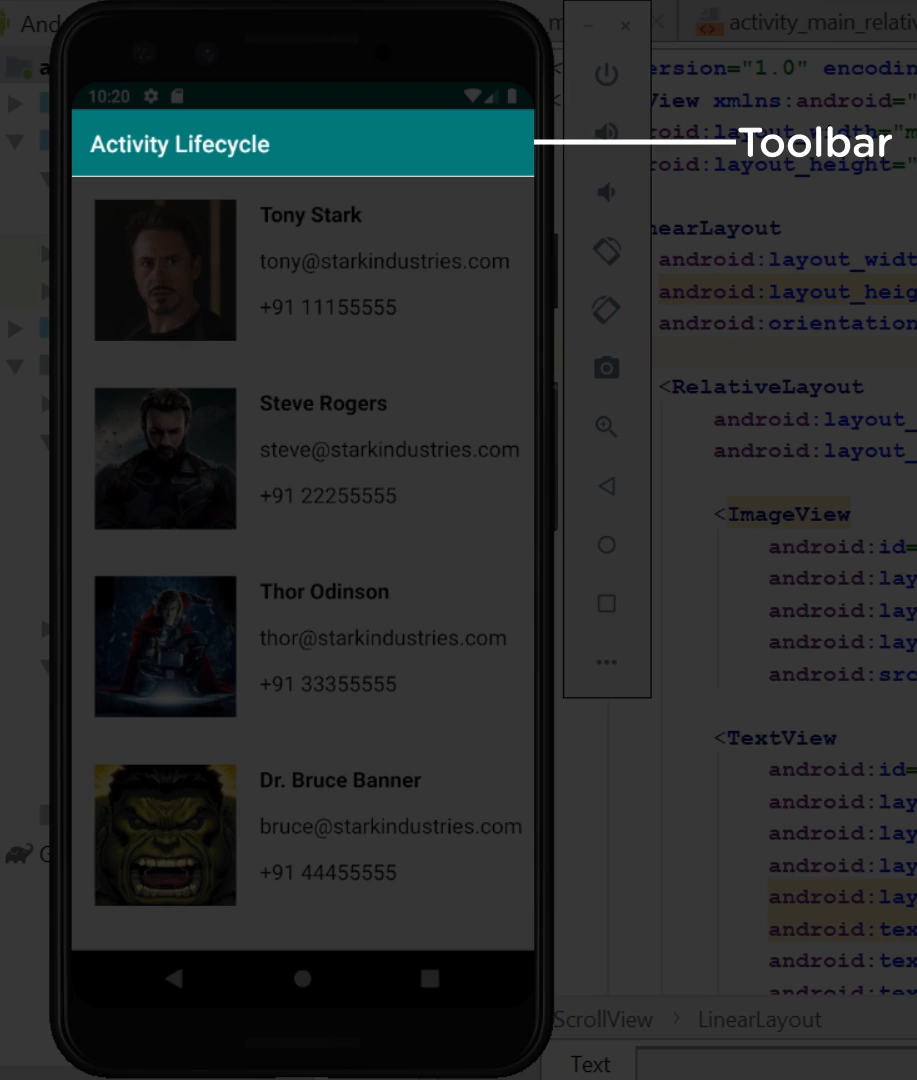 And
activity_main_relativ
10:20
Activity Lifecycle
Toolbar
Tony Stark
tony@starkindustries.com
+91 11155555
Steve Rogers
steve@starkindustries.com
+91 22255555
Thor Odinson
thor@starkindustries.com
+91 33355555
Dr. Bruce Banner
bruce@starkindustries.com
+91 44455555
ersion="1.0" encodin
View xmlns:android="
roid:layout_width="m
roid:layout_height="
nearLayout
android:layout_widt
android:layout_heig
android:orientation
<RelativeLayout
android:layout_
android:layout_
<ImageView
android:id=
android:lay
android:lay
android:lay
android:src
<TextView
android:id=
android:lay
android:lay
android:lay
android:lay
android:tex
android:tex
android:tex
ScrollView > LinearLayout
Text